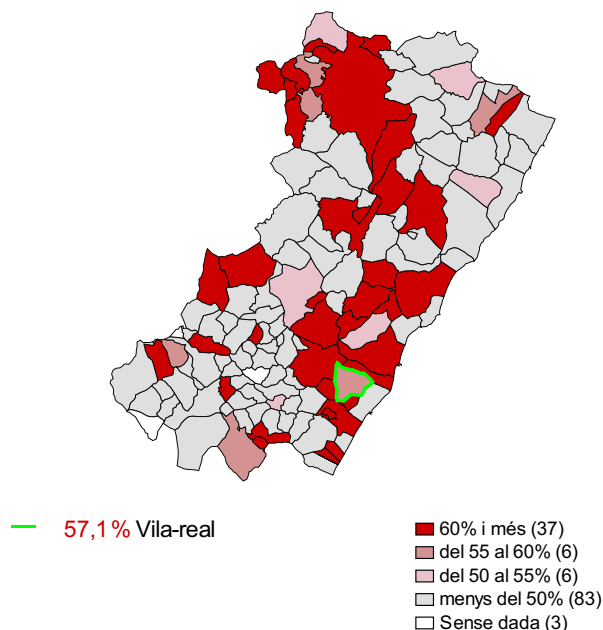 57,1% Vila-real
60% i més (37)
del 55 al 60% (6)
del 50 al 55% (6)
menys del 50% (83)
Sense dada (3)